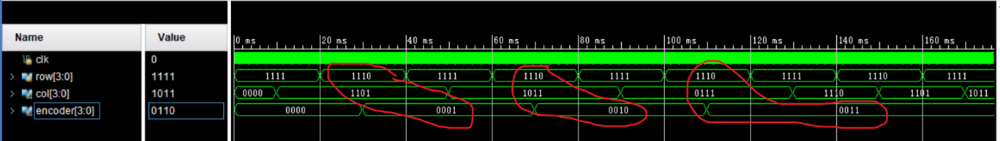 Name Value
0 ms 20 ms 40 ms 60 ms 80 ms 100 ms 120 ms 140 ms 160 ms
clk 0
row[3:0] 1111 1111 1110 1111 1110 1111 1110 1111 1110 1111
col[3:0] 1011 0000 1101 1011 0111 1110 1101 1011
encoder[3:0] 0110 0000 0001 0010 0011